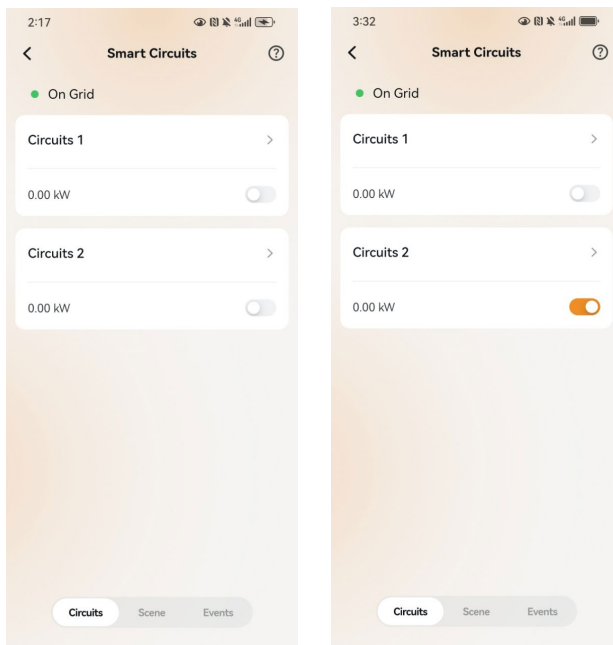 2:17
4G
Smart Circuits
On Grid
Circuits 1
0.00 kW
Circuits 2
0.00 kW
Circuits Scene Events
3:32
4G
Smart Circuits
On Grid
Circuits 1
0.00 kW
Circuits 2
0.00 kW
Circuits Scene Events